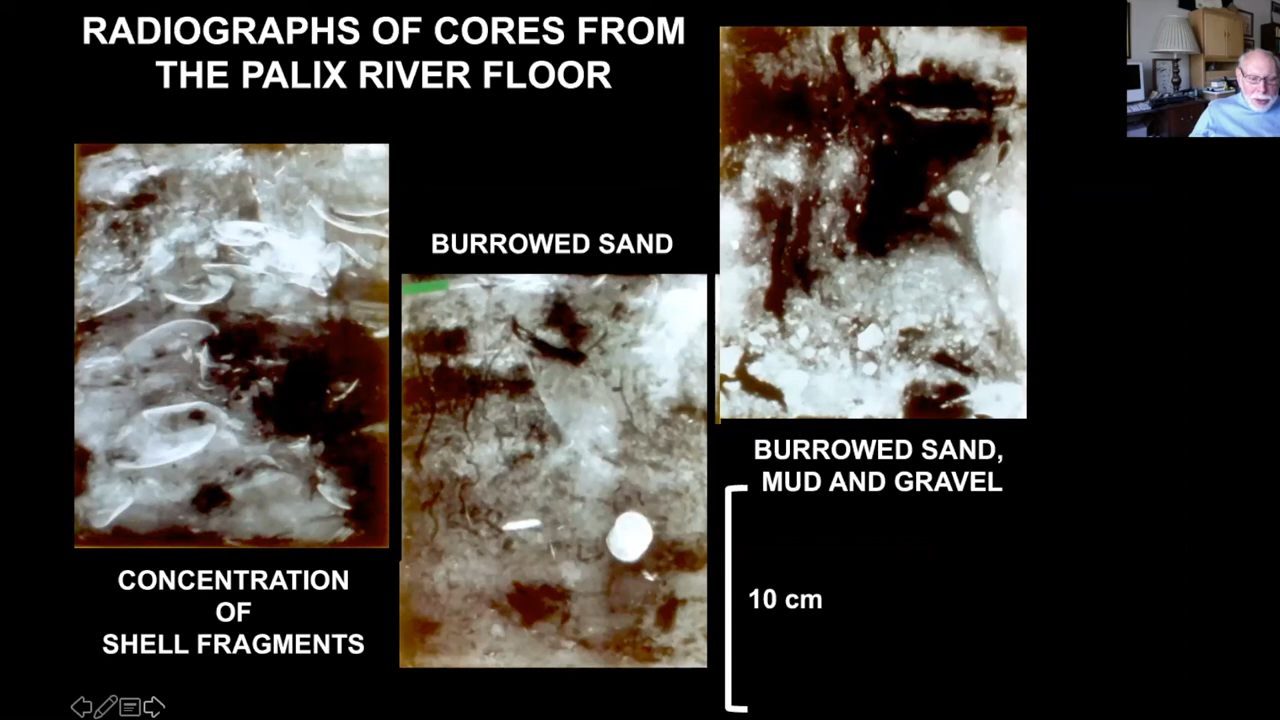 RADIOGRAPHS OF CORES FROM
THE PALIX RIVER FLOOR
BURROWED SAND
BURROWED SAND,
MUD AND GRAVEL
CONCENTRATION
OF
SHELL FRAGMENTS
10 cm